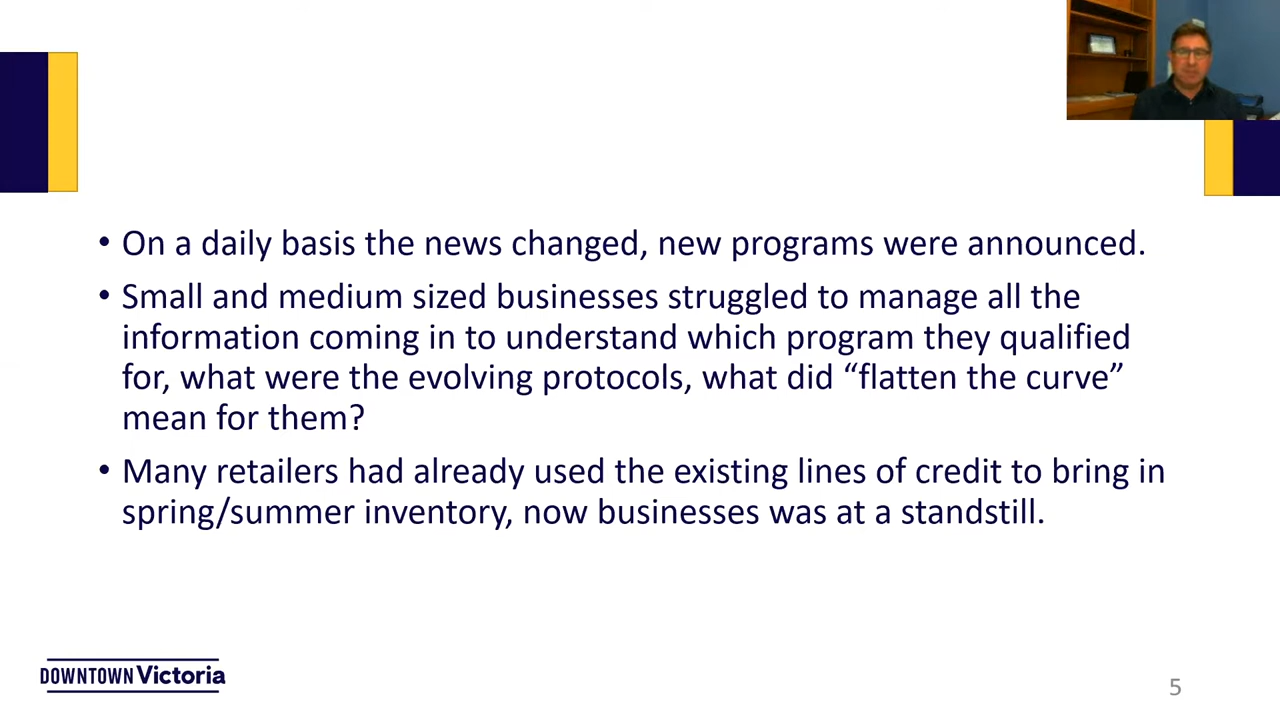 • On a daily basis the news changed, new programs were announced.
• Small and medium sized businesses struggled to manage all the
information coming in to understand which program they qualified
for, what were the evolving protocols, what did “flatten the curve”
mean for them?
• Many retailers had already used the existing lines of credit to bring in
spring/summer inventory, now businesses was at a standstill.
DOWNTOWN Victoria
5